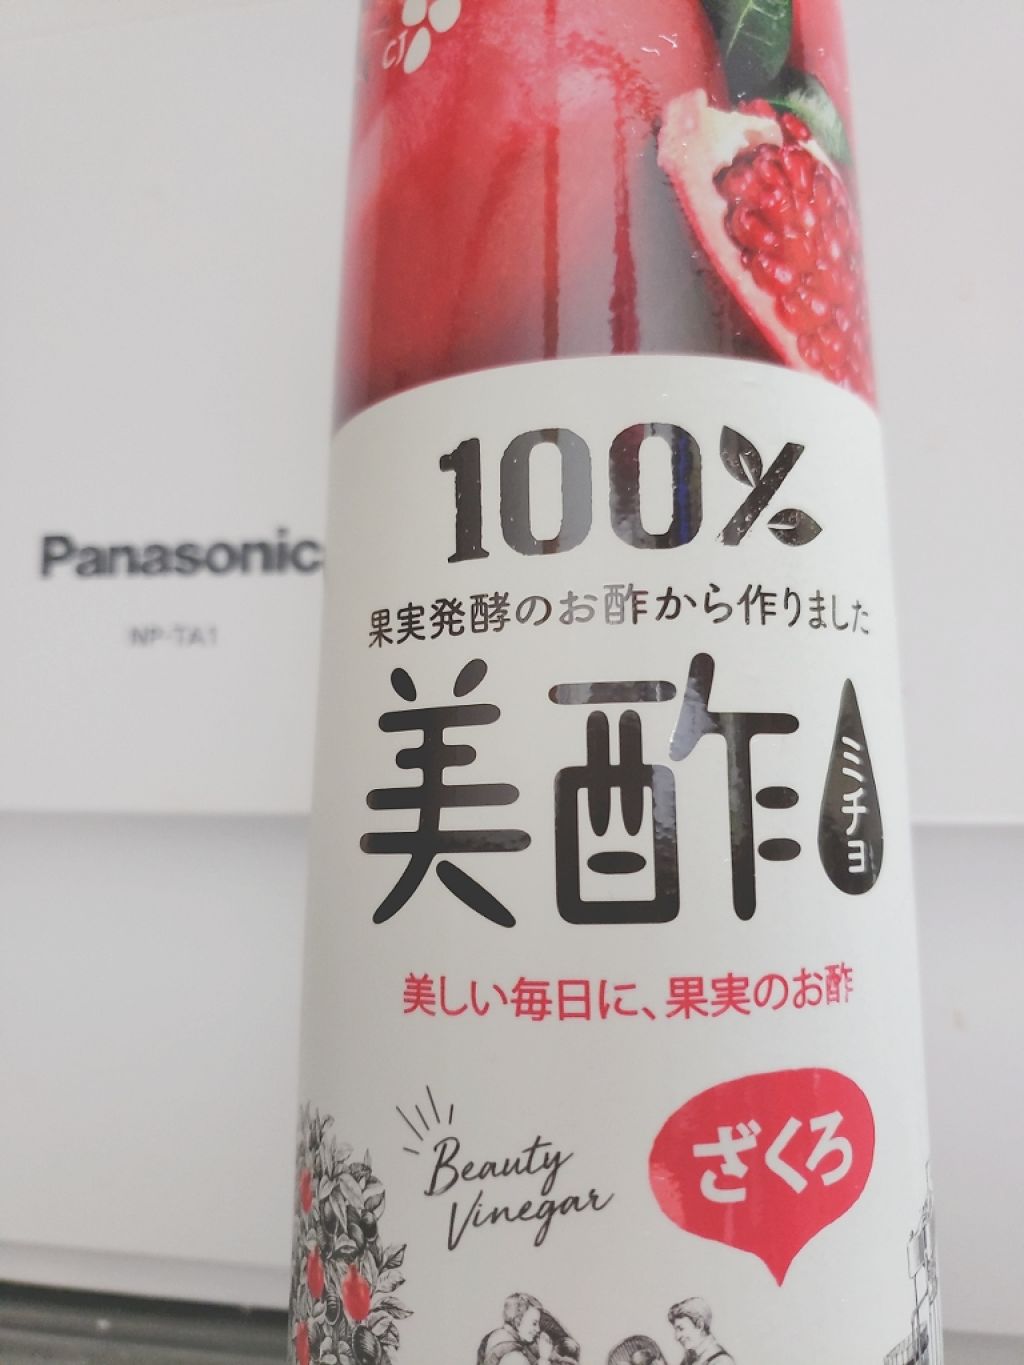 CJ
100%
果実発酵のお酢から作りました
美酢
ミチョ
美しい毎日に、果実のお酢
Beauty
Vinegar
ざくろ
Panasonic
NP-TA1